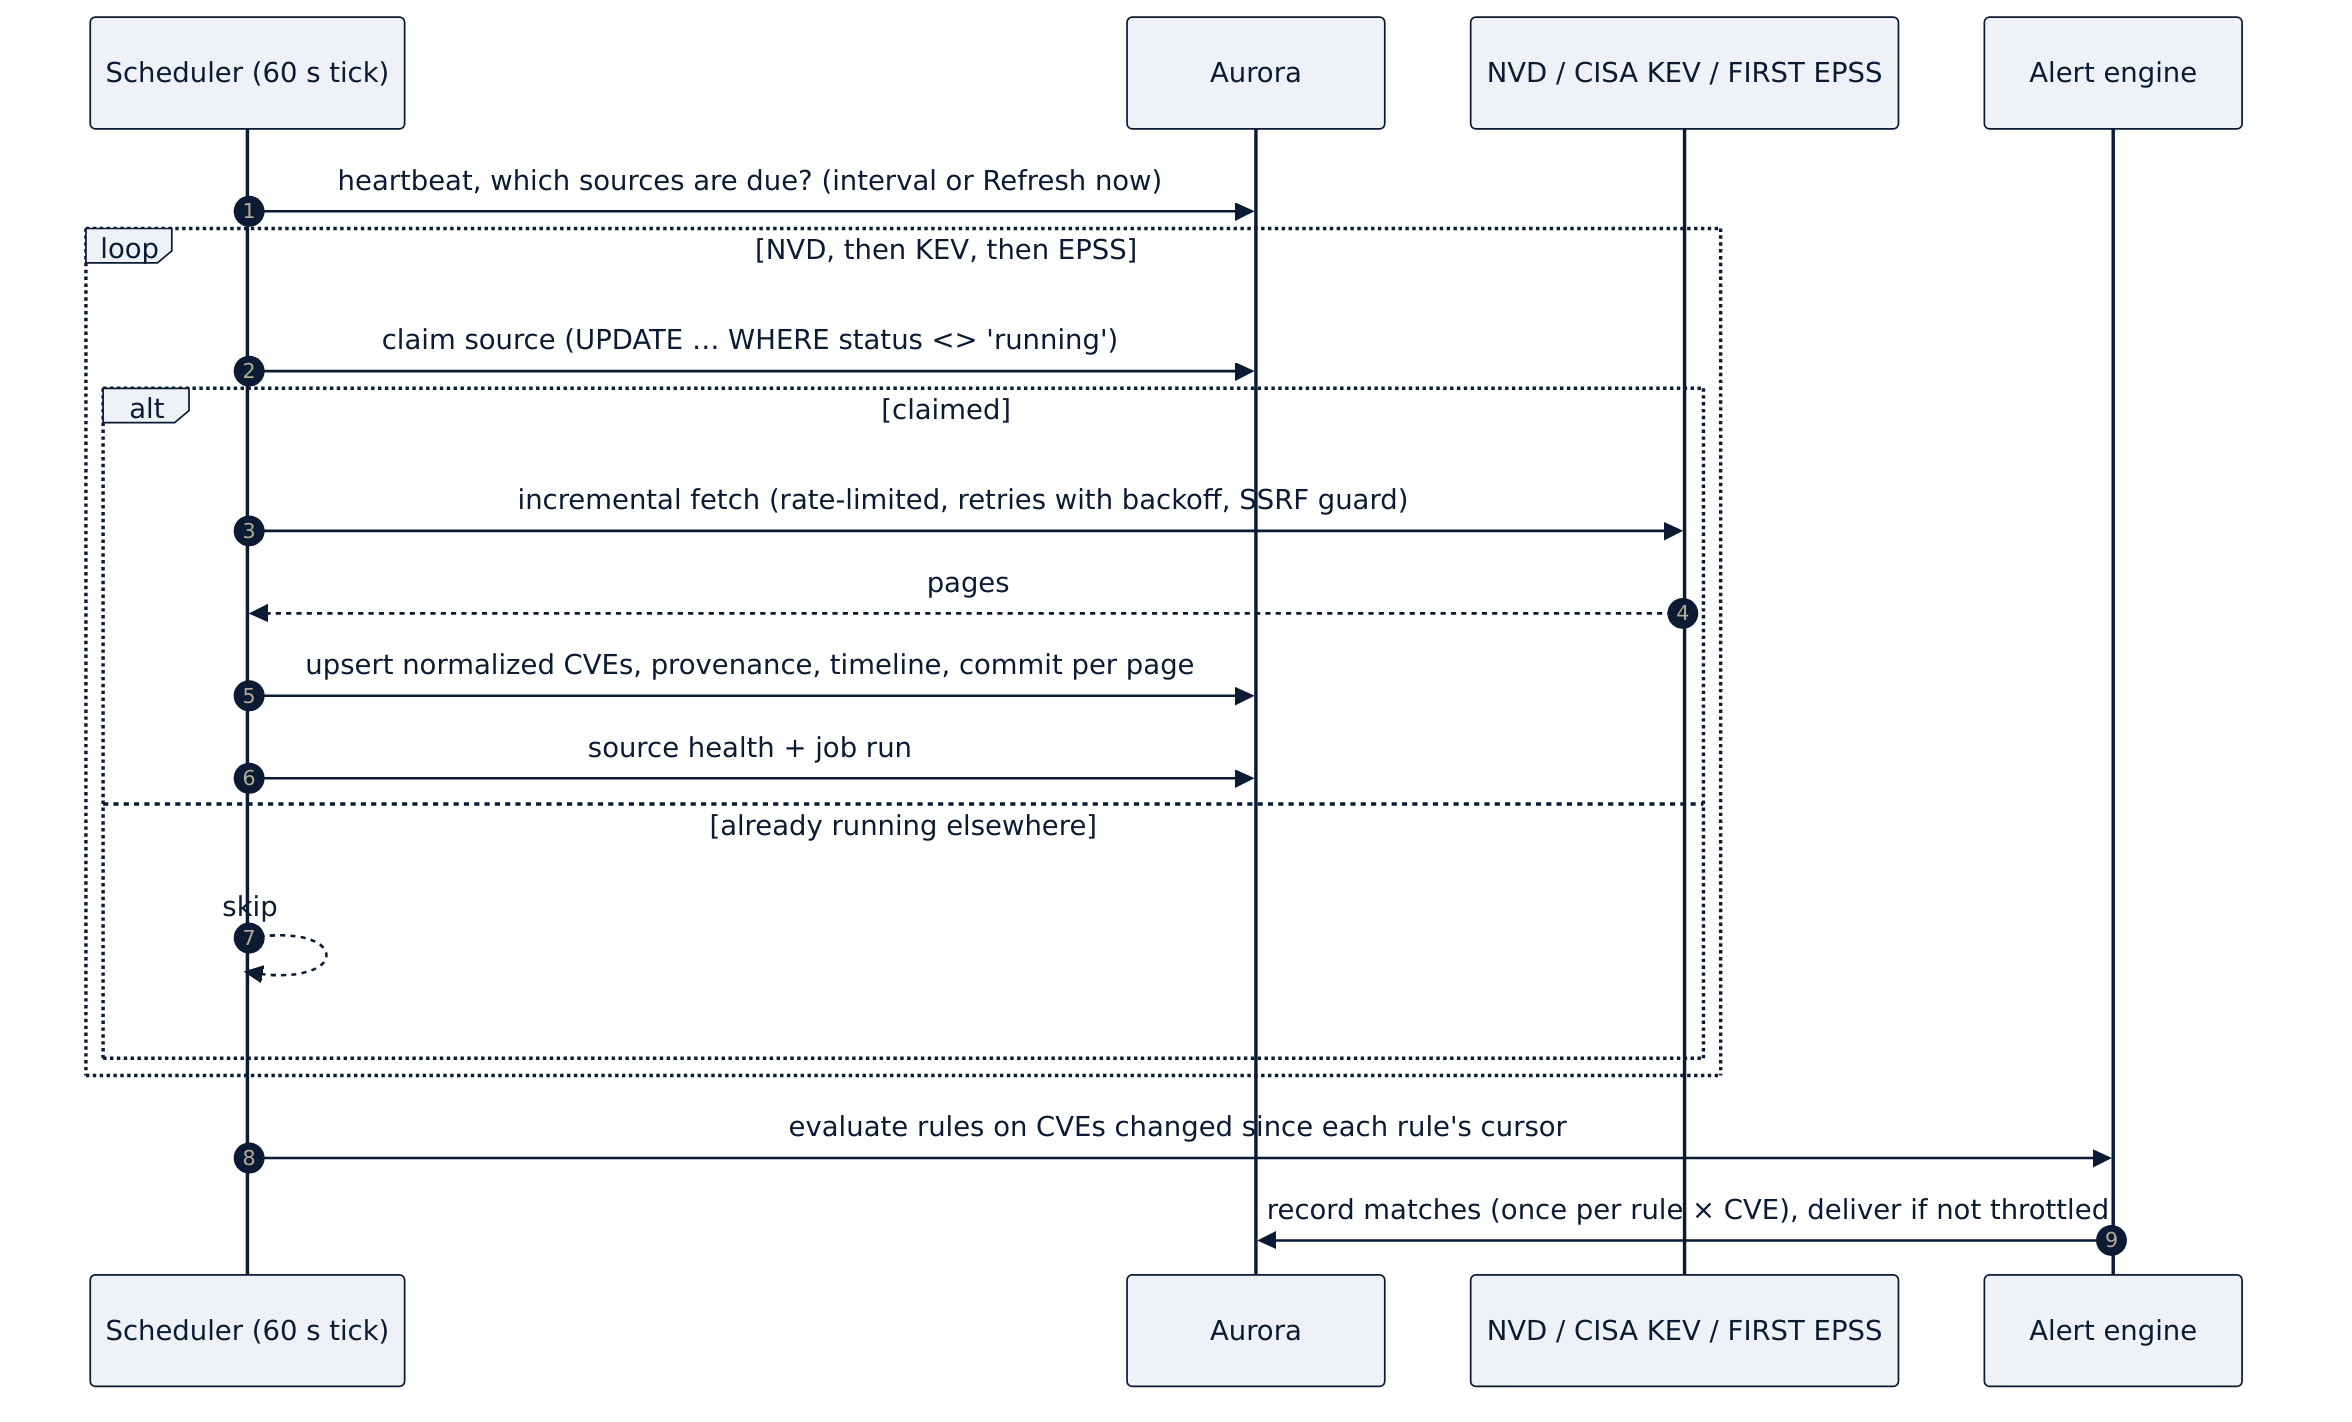 Scheduler (60 s tick)
Aurora
NVD / CISA KEV / FIRST EPSS
Alert engine
heartbeat, which sources are due? (interval or Refresh now)
1
loop
[NVD, then KEV, then EPSS]
claim source (UPDATE ... WHERE status <> 'running')
2
alt
[claimed]
incremental fetch (rate-limited, retries with backoff, SSRF guard)
3
pages
4
upsert normalized CVEs, provenance, timeline, commit per page
5
source health + job run
6
[already running elsewhere]
skip
7
evaluate rules on CVEs changed since each rule's cursor
8
record matches (once per rule × CVE), deliver if not throttled
9
Scheduler (60 s tick)
Aurora
NVD / CISA KEV / FIRST EPSS
Alert engine